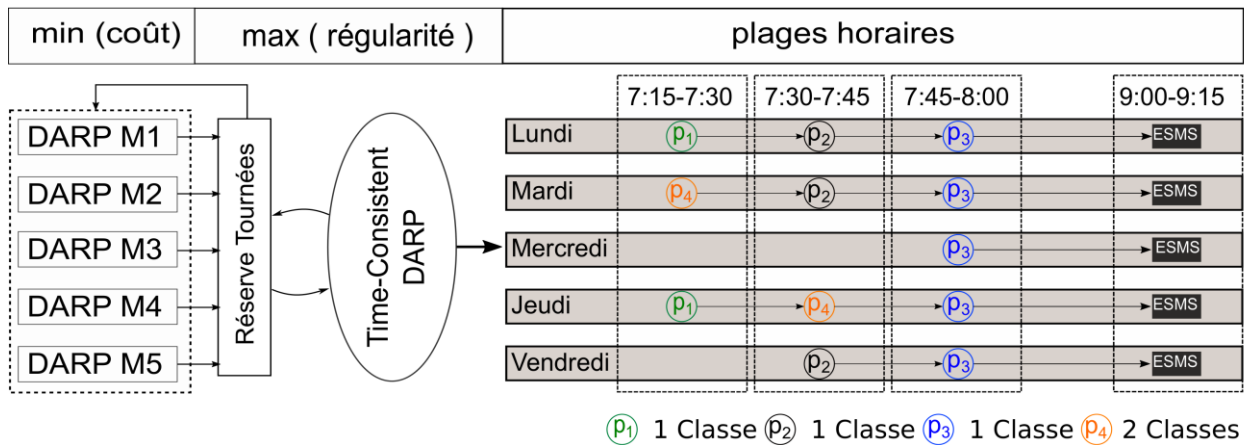 min (coût) max ( régularité ) plages horaires
7:15-7:30 7:30-7:45 7:45-8:00 9:00-9:15
DARP M1 Lundi p1 p2 p3 ESMS
DARP M2 Mardi p4 p2 p3 ESMS
DARP M3 Mercredi p3 ESMS
DARP M4 Jeudi p1 p4 p3 ESMS
DARP M5 Vendredi p2 p3 ESMS
Réserve Tournées
Time-Consistent
DARP
p1 1 Classe p2 1 Classe p3 1 Classe p4 2 Classes